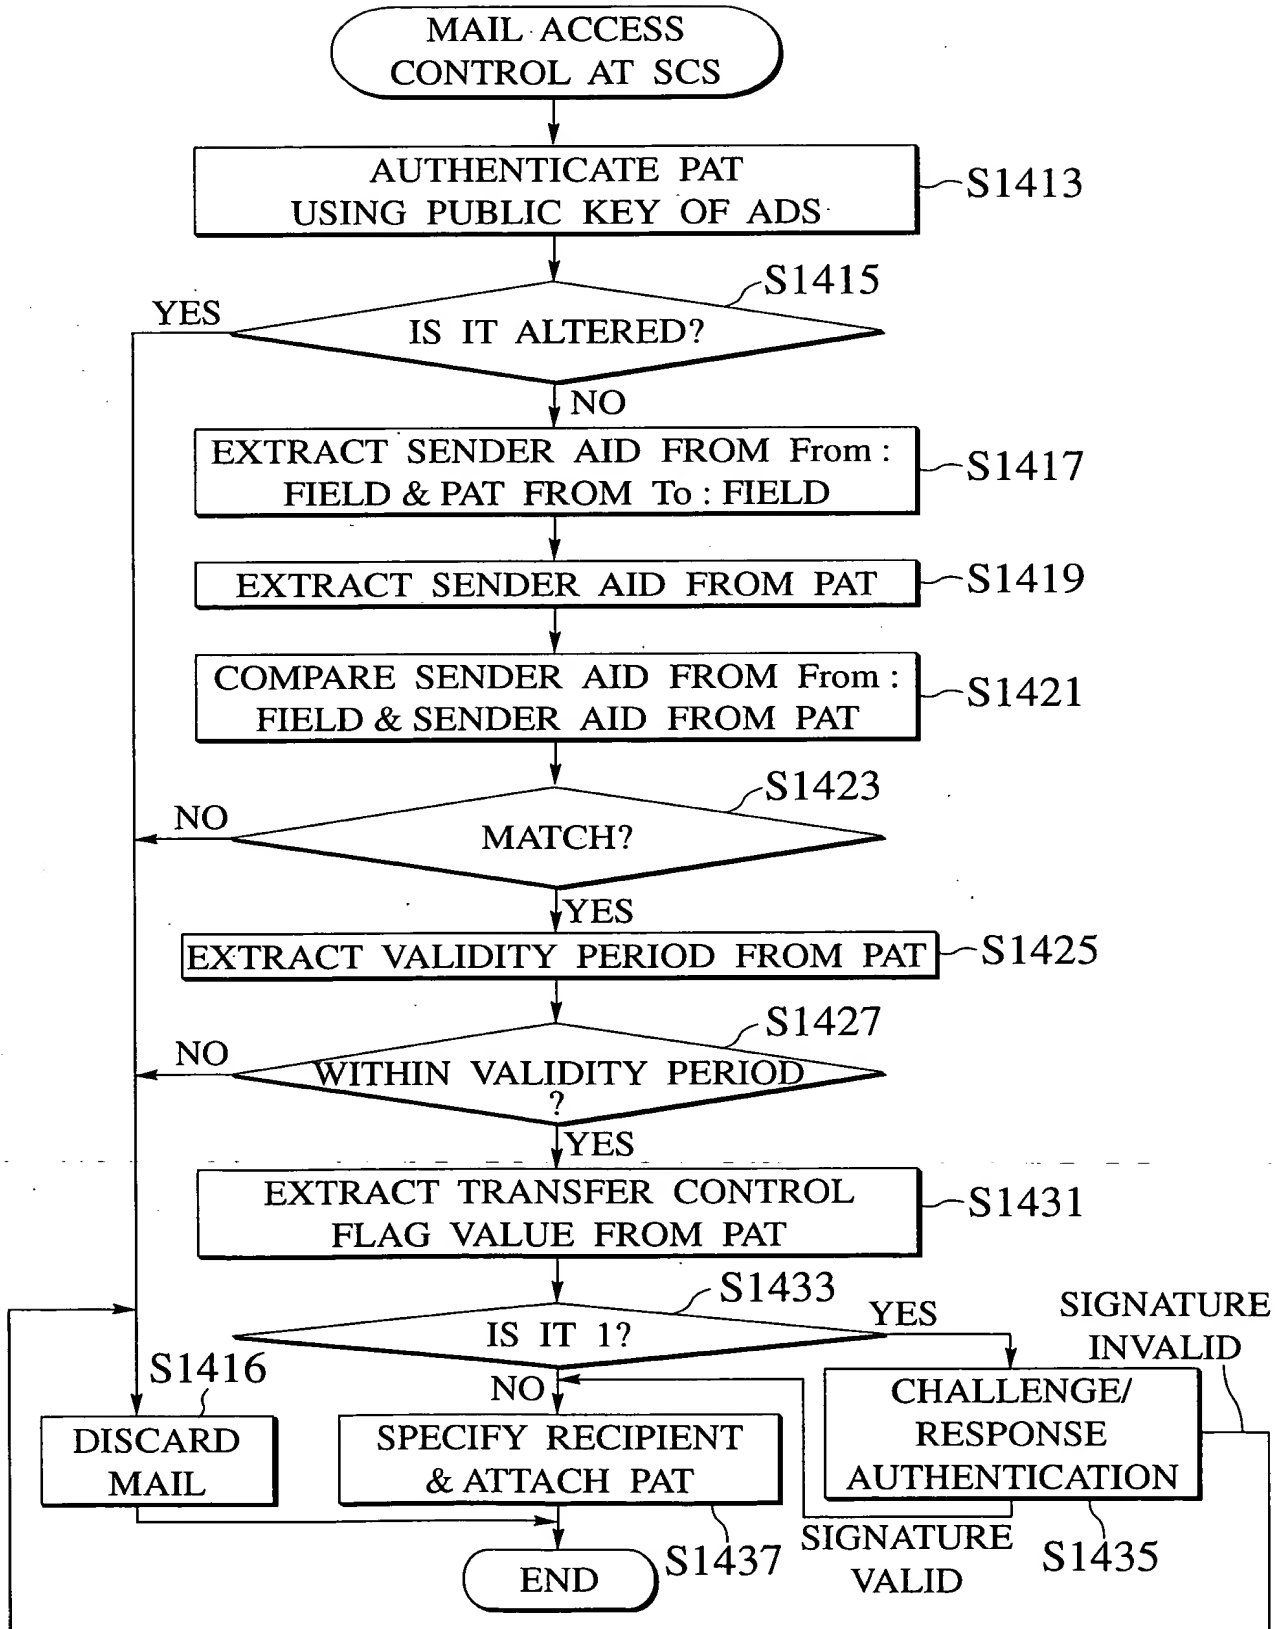 MAIL ACCESS
CONTROL AT SCS
AUTHENTICATE PAT
USING PUBLIC KEY OF ADS
S1413
S1415
YES
IS IT ALTERED?
NO
EXTRACT SENDER AID FROM From :
FIELD & PAT FROM To : FIELD
S1417
EXTRACT SENDER AID FROM PAT
S1419
COMPARE SENDER AID FROM From :
FIELD & SENDER AID FROM PAT
S1421
S1423
NO
MATCH?
YES
EXTRACT VALIDITY PERIOD FROM PAT
S1425
S1427
NO
WITHIN VALIDITY PERIOD
?
YES
EXTRACT TRANSFER CONTROL
FLAG VALUE FROM PAT
S1431
S1433
IS IT 1?
YES
SIGNATURE
INVALID
S1416
NO
DISCARD
MAIL
SPECIFY RECIPIENT
& ATTACH PAT
CHALLENGE/
RESPONSE
AUTHENTICATION
S1437
SIGNATURE
VALID
S1435
END